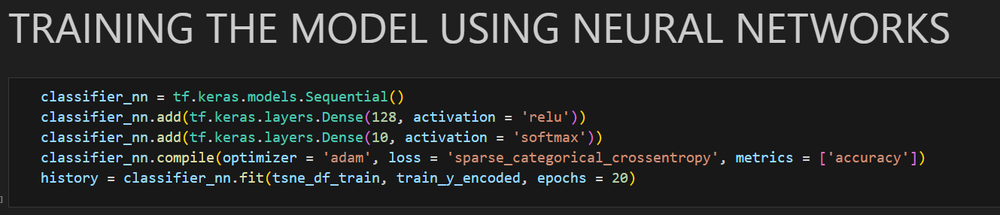 TRAINING THE MODEL USING NEURAL NETWORKS
classifier_nn = tf.keras.models.Sequential()
classifier_nn.add(tf.keras.layers.Dense(128, activation = 'relu'))
classifier_nn.add(tf.keras.layers.Dense(10, activation = 'softmax'))
classifier_nn.compile(optimizer = 'adam', loss = 'sparse_categorical_crossentropy', metrics = ['accuracy'])
history = classifier_nn.fit(tsne_df_train, train_y_encoded, epochs = 20)
]